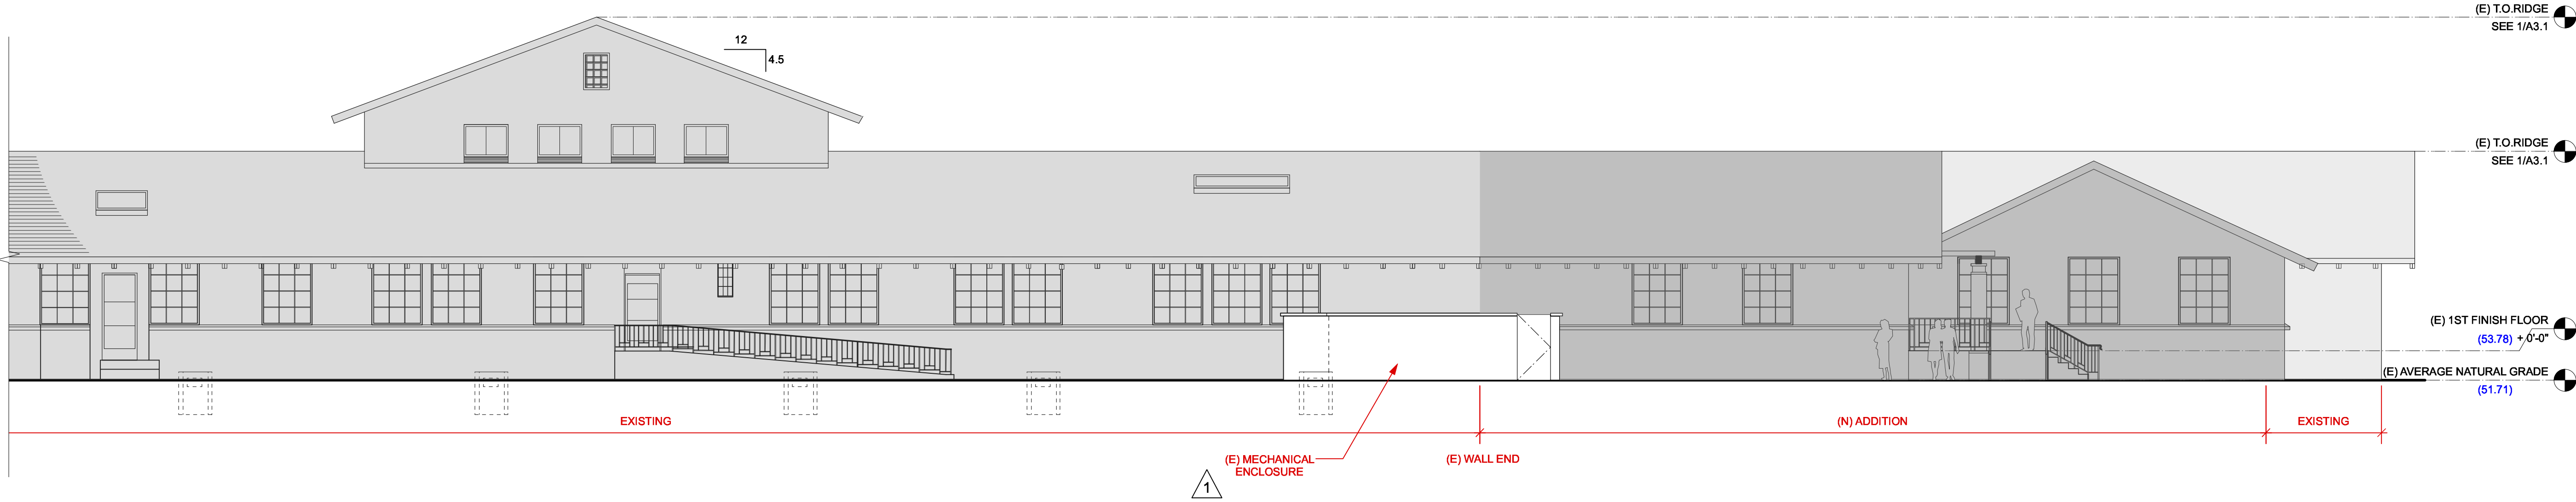 (E) T.O.RIDGE
SEE 1/A3.1
12
4.5
(E) T.O.RIDGE
SEE 1/A3.1
(E) 1ST FINISH FLOOR
(53.78) + 0'-0"
(E) AVERAGE NATURAL GRADE
(51.71)
EXISTING
(N) ADDITION
EXISTING
(E) MECHANICAL
ENCLOSURE
(E) WALL END
1